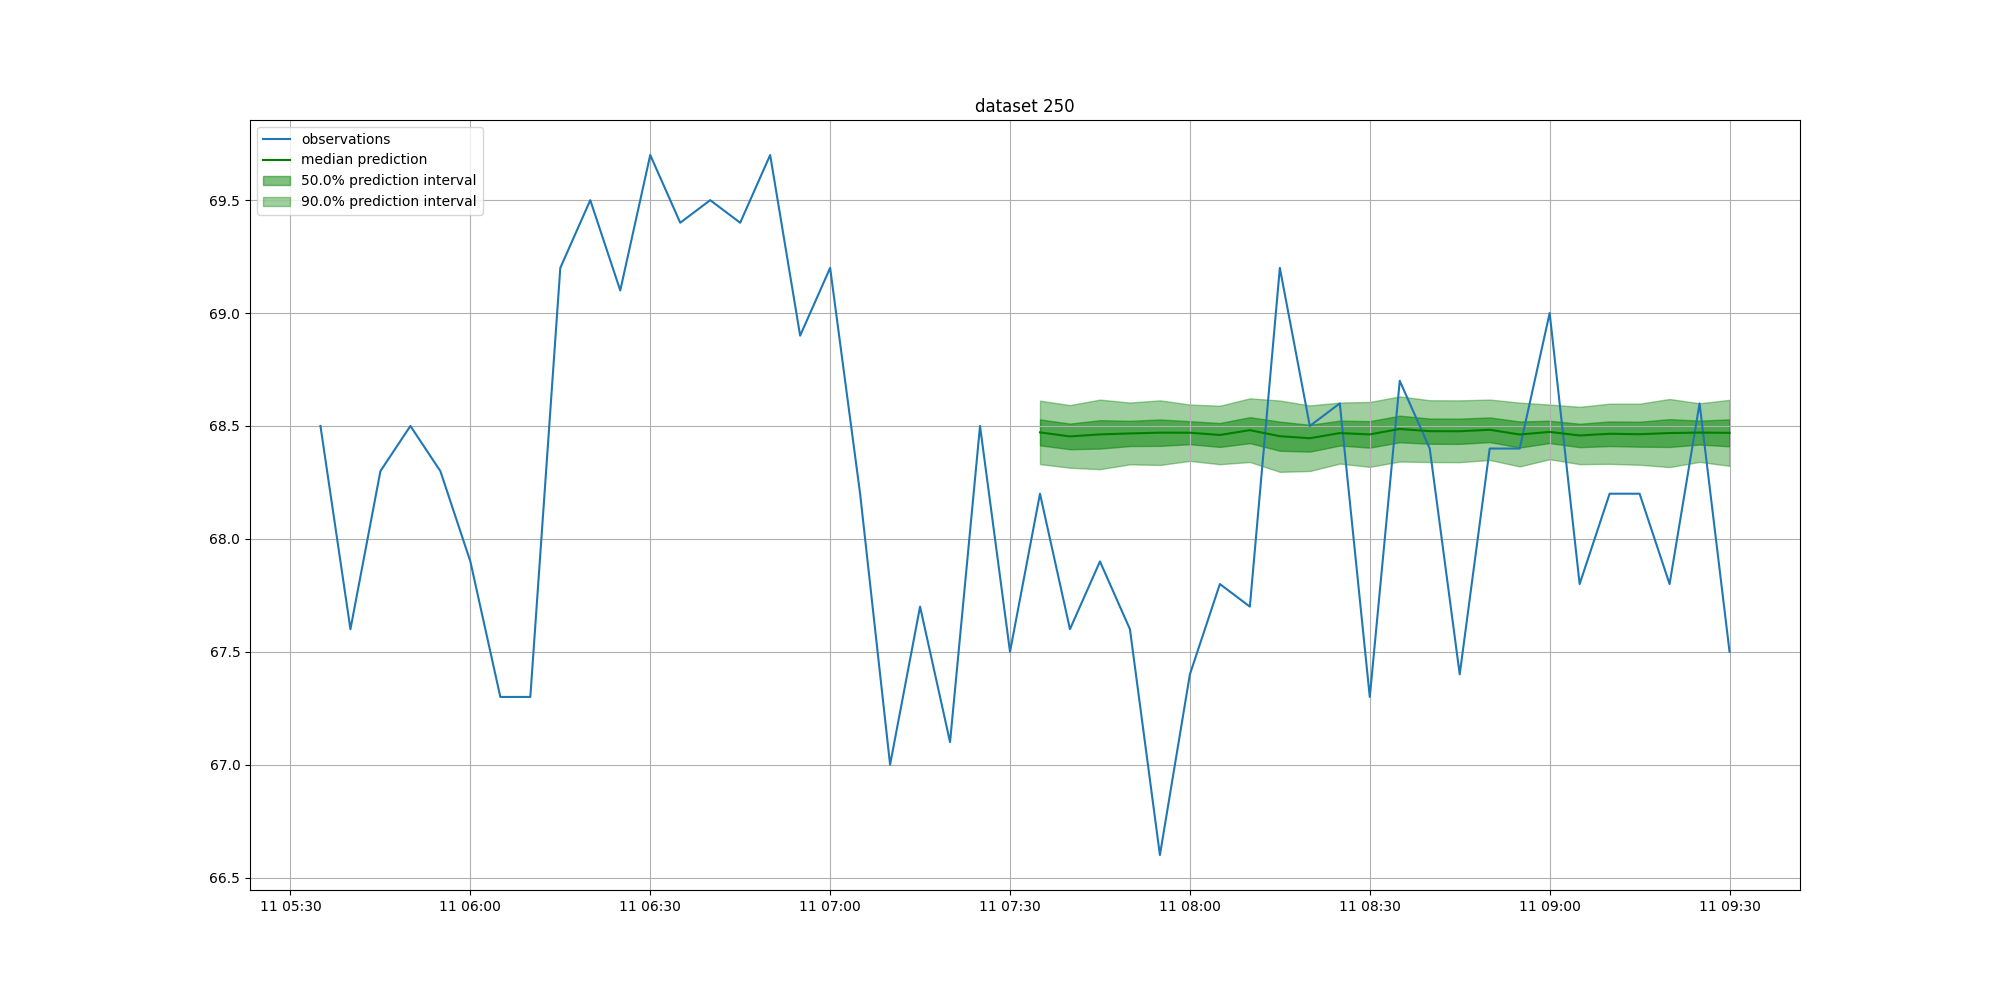 dataset 250
observations
median prediction
50.0% prediction interval
90.0% prediction interval
69.5
69.0
68.5
68.0
67.5
67.0
66.5
11 05:30 11 06:00 11 06:30 11 07:00 11 07:30 11 08:00 11 08:30 11 09:00 11 09:30